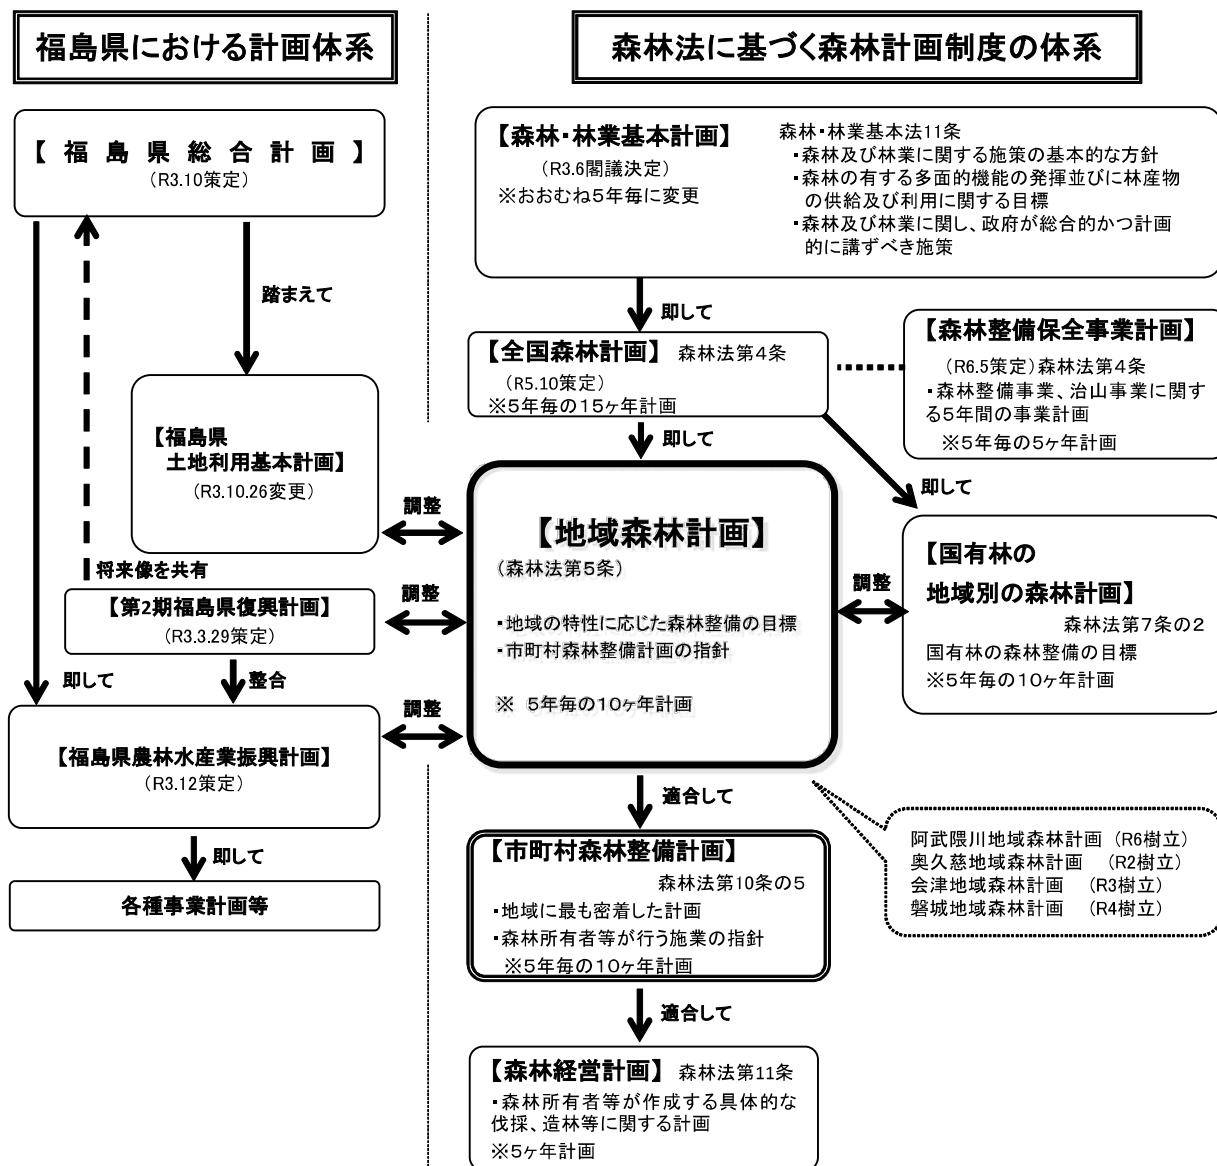 福島県における計画体系
【 福 島 県 総 合 計 画 】
(R3.10策定)
踏まえて
【福島県
土地利用基本計画】
(R3.10.26変更)
将来像を共有
【第2期福島県復興計画】
(R3.3.29策定)
即して
整合
【福島県農林水産業振興計画】
(R3.12策定)
即して
各種事業計画等
調整
調整
調整
森林法に基づく森林計画制度の体系
【森林・林業基本計画】
(R3.6閣議決定)
※おおむね5年毎に変更
森林・林業基本法11条
・森林及び林業に関する施策の基本的な方針
・森林の有する多面的機能の発揮並びに林産物
の供給及び利用に関する目標
・森林及び林業に関し、政府が総合的かつ計画
的に講ずべき施策
即して
【全国森林計画】 森林法第4条
(R5.10策定)
※5年毎の15ヶ年計画
【森林整備保全事業計画】
(R6.5策定)森林法第4条
・森林整備事業、治山事業に関す
る5年間の事業計画
※5年毎の5ヶ年計画
即して
即して
【地域森林計画】
(森林法第5条)
・地域の特性に応じた森林整備の目標
・市町村森林整備計画の指針
※ 5年毎の10ヶ年計画
調整
【国有林の
地域別の森林計画】
森林法第7条の2
国有林の森林整備の目標
※5年毎の10ヶ年計画
適合して
阿武隈川地域森林計画 (R6樹立)
奥久慈地域森林計画 (R2樹立)
会津地域森林計画 (R3樹立)
磐城地域森林計画 (R4樹立)
【市町村森林整備計画】
森林法第10条の5
・地域に最も密着した計画
・森林所有者等が行う施業の指針
※5年毎の10ヶ年計画
適合して
【森林経営計画】 森林法第11条
・森林所有者等が作成する具体的な
伐採、造林等に関する計画
※5ヶ年計画